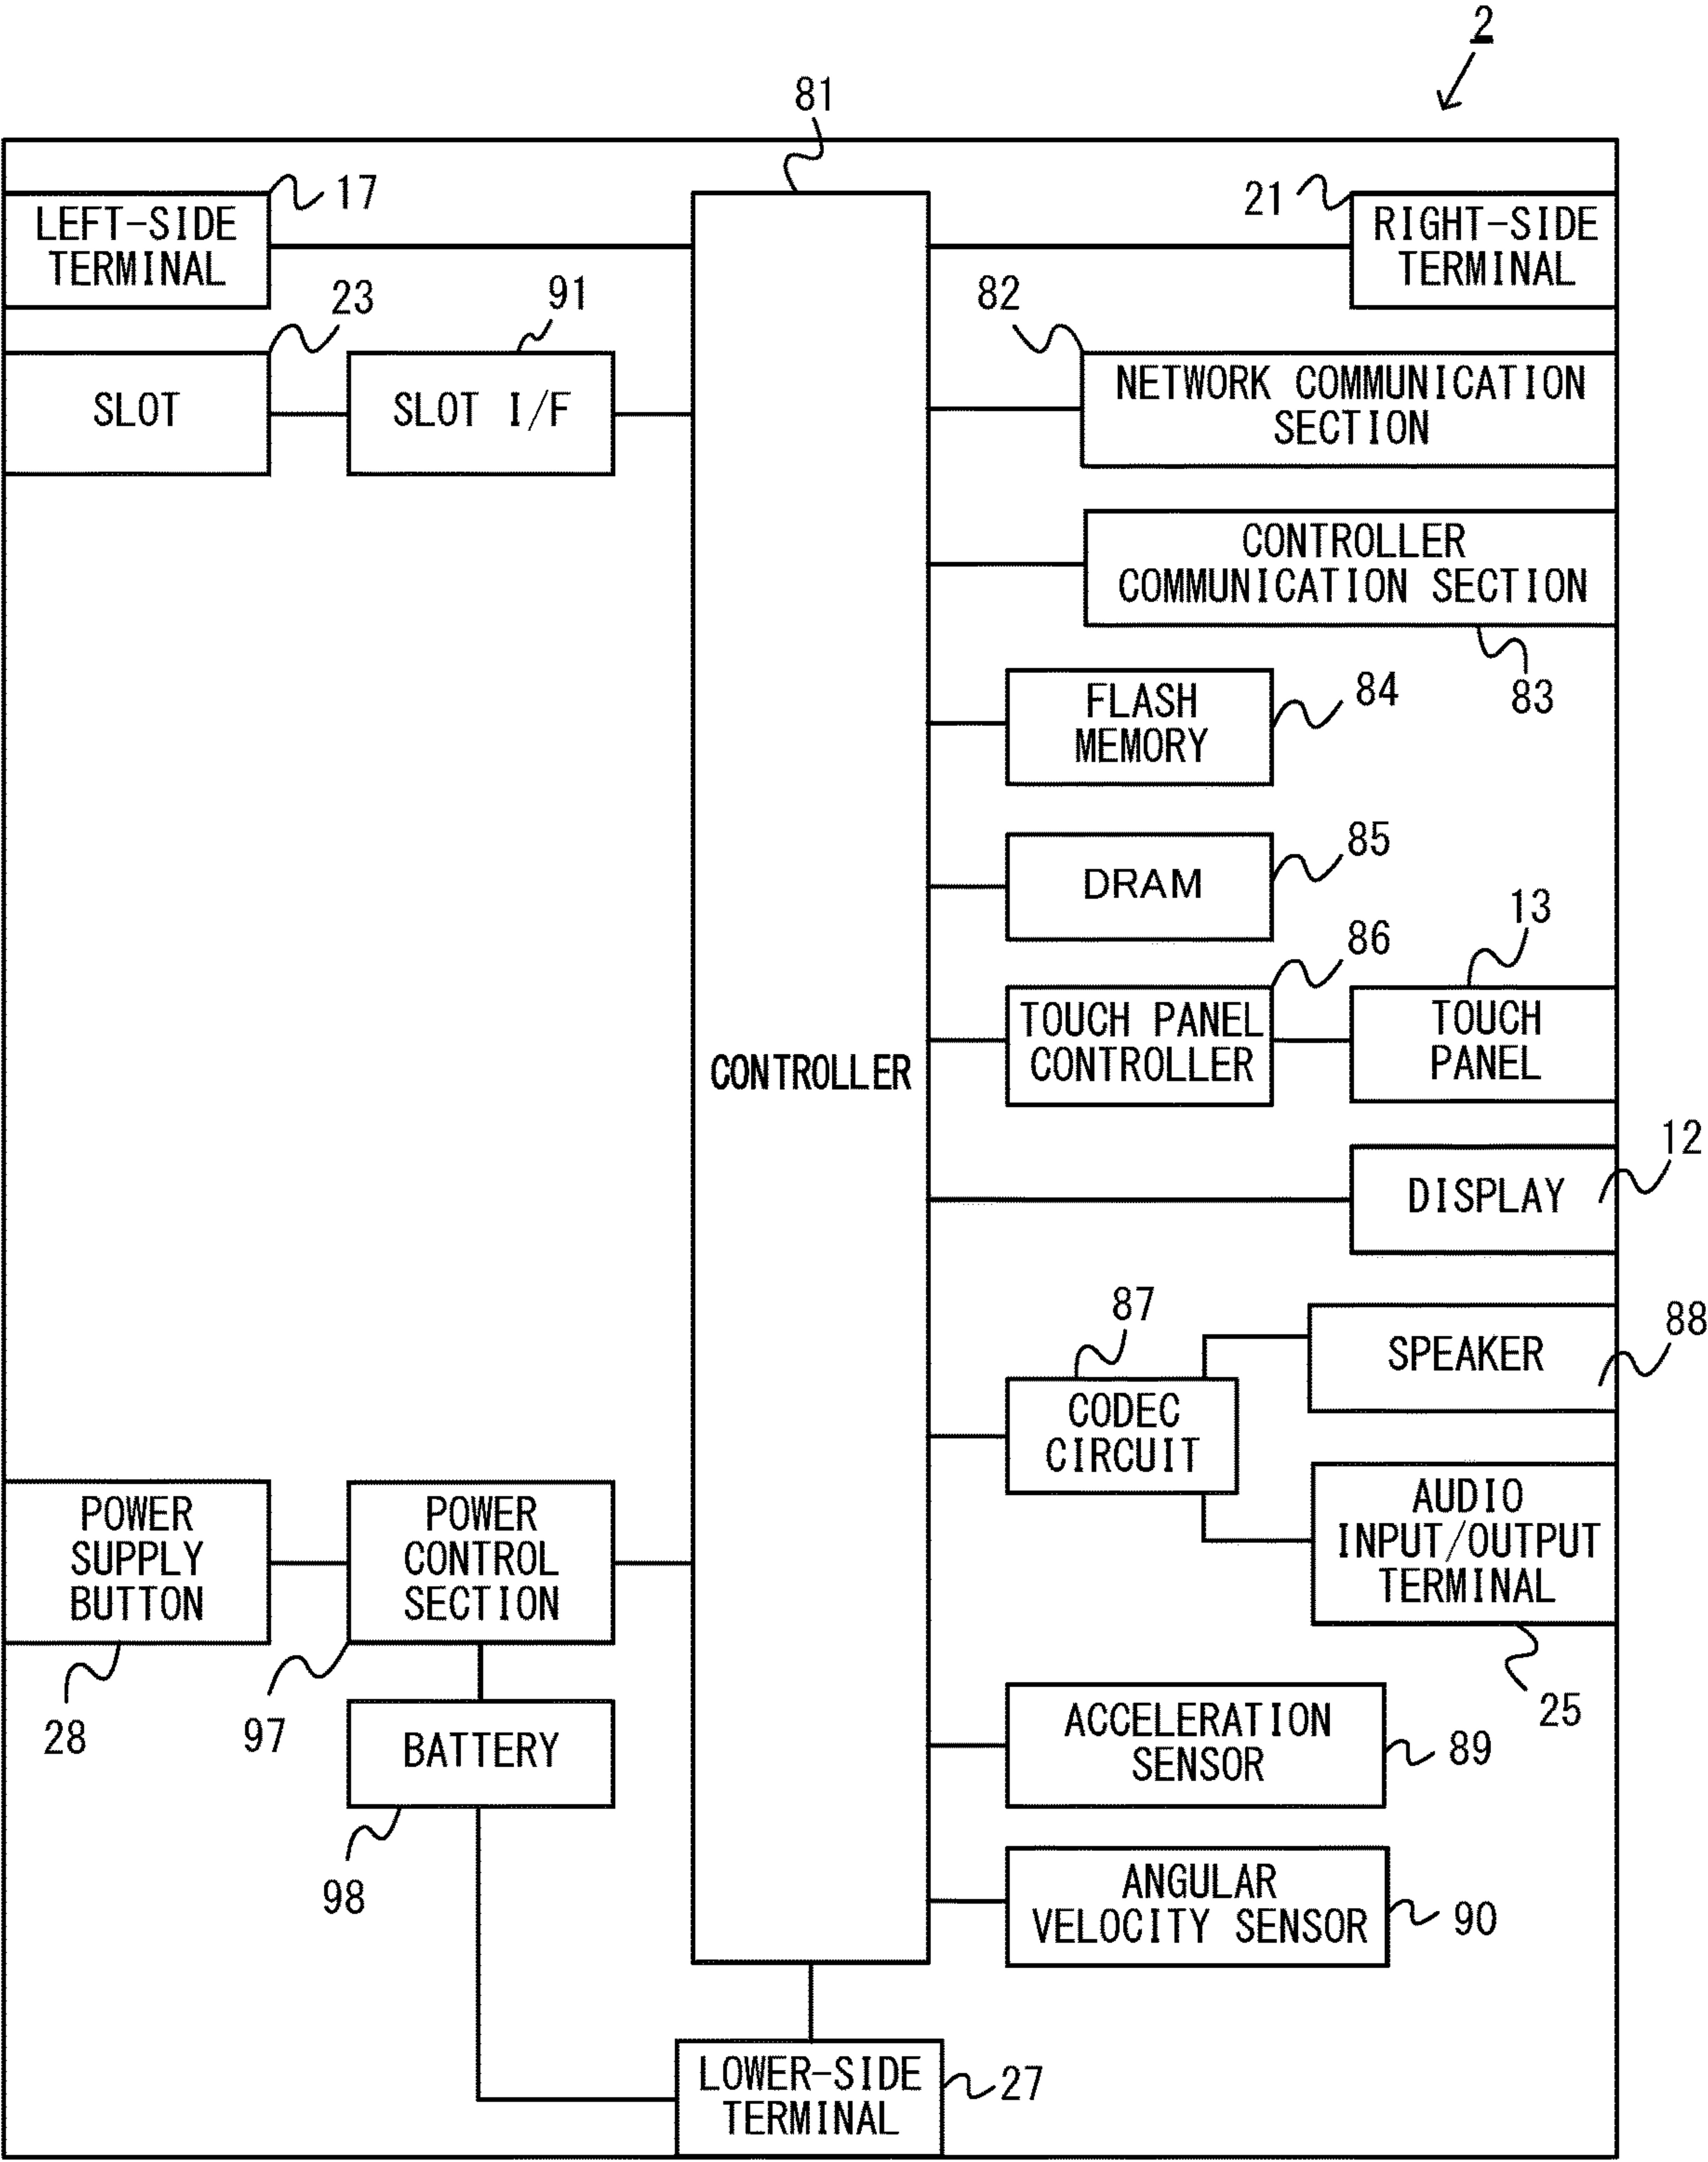 2
81
17
LEFT-SIDE
TERMINAL
21
RIGHT-SIDE
TERMINAL
23
SLOT
91
SLOT I/F
82
NETWORK COMMUNICATION
SECTION
CONTROLLER
COMMUNICATION SECTION
83
FLASH
MEMORY
84
DRAM
85
86
TOUCH PANEL
CONTROLLER
13
TOUCH
PANEL
CONTROLLER
12
DISPLAY
87
CODEC
CIRCUIT
88
SPEAKER
AUDIO
INPUT/OUTPUT
TERMINAL
25
POWER
SUPPLY
BUTTON
28
POWER
CONTROL
SECTION
97
BATTERY
98
ACCELERATION
SENSOR
89
ANGULAR
VELOCITY SENSOR
90
LOWER-SIDE
TERMINAL
27